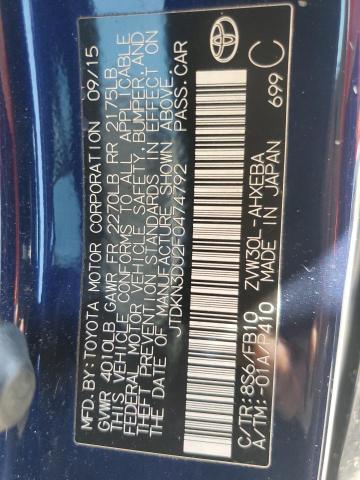 MFD. BY: TOYOTA MOTOR CORPORATION 09/15
GVWR 4010LB GAWR FR 2270LB RR 2175LB
THIS VEHICLE CONFORMS TO ALL APPLICABLE
FEDERAL MOTOR VEHICLE SAFETY, BUMPER, AND
THEFT PREVENTION STANDARDS IN EFFECT ON
THE DATE OF MANUFACTURE SHOWN ABOVE.
JTDKN3DU2F0474792 PASS. CAR
ZVW30L-AHXEBA
C/TR: 8S6/FB10
A/TM: -01A/P410 MADE IN JAPAN
TOYOTA
699 C